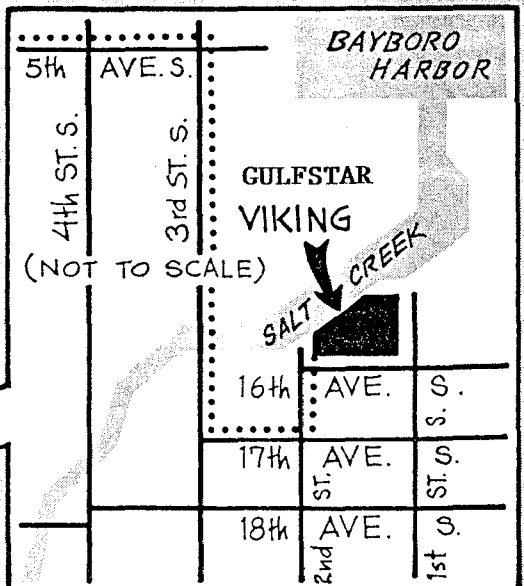 BAYBORO
HARBOR
5th AVE. S.
4th ST. S.
3rd ST. S.
GULFSTAR
VIKING
(NOT TO SCALE)
SALT CREEK
16th AVE. S.
17th AVE. S.
18th AVE. S.
2nd ST.
1st ST. S.